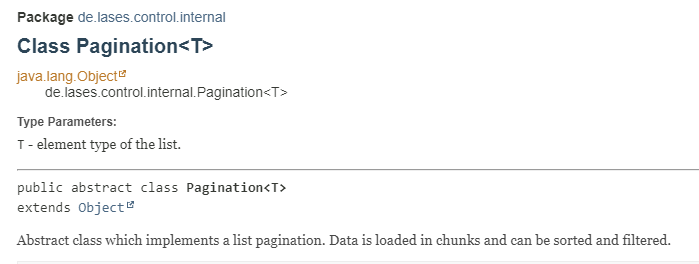 Package de.lases.control.internal
Class Pagination<T>
java.lang.Object
de.lases.control.internal.Pagination<T>
Type Parameters:
T - element type of the list.
public abstract class Pagination<T>
extends Object
Abstract class which implements a list pagination. Data is loaded in chunks and can be sorted and filtered.